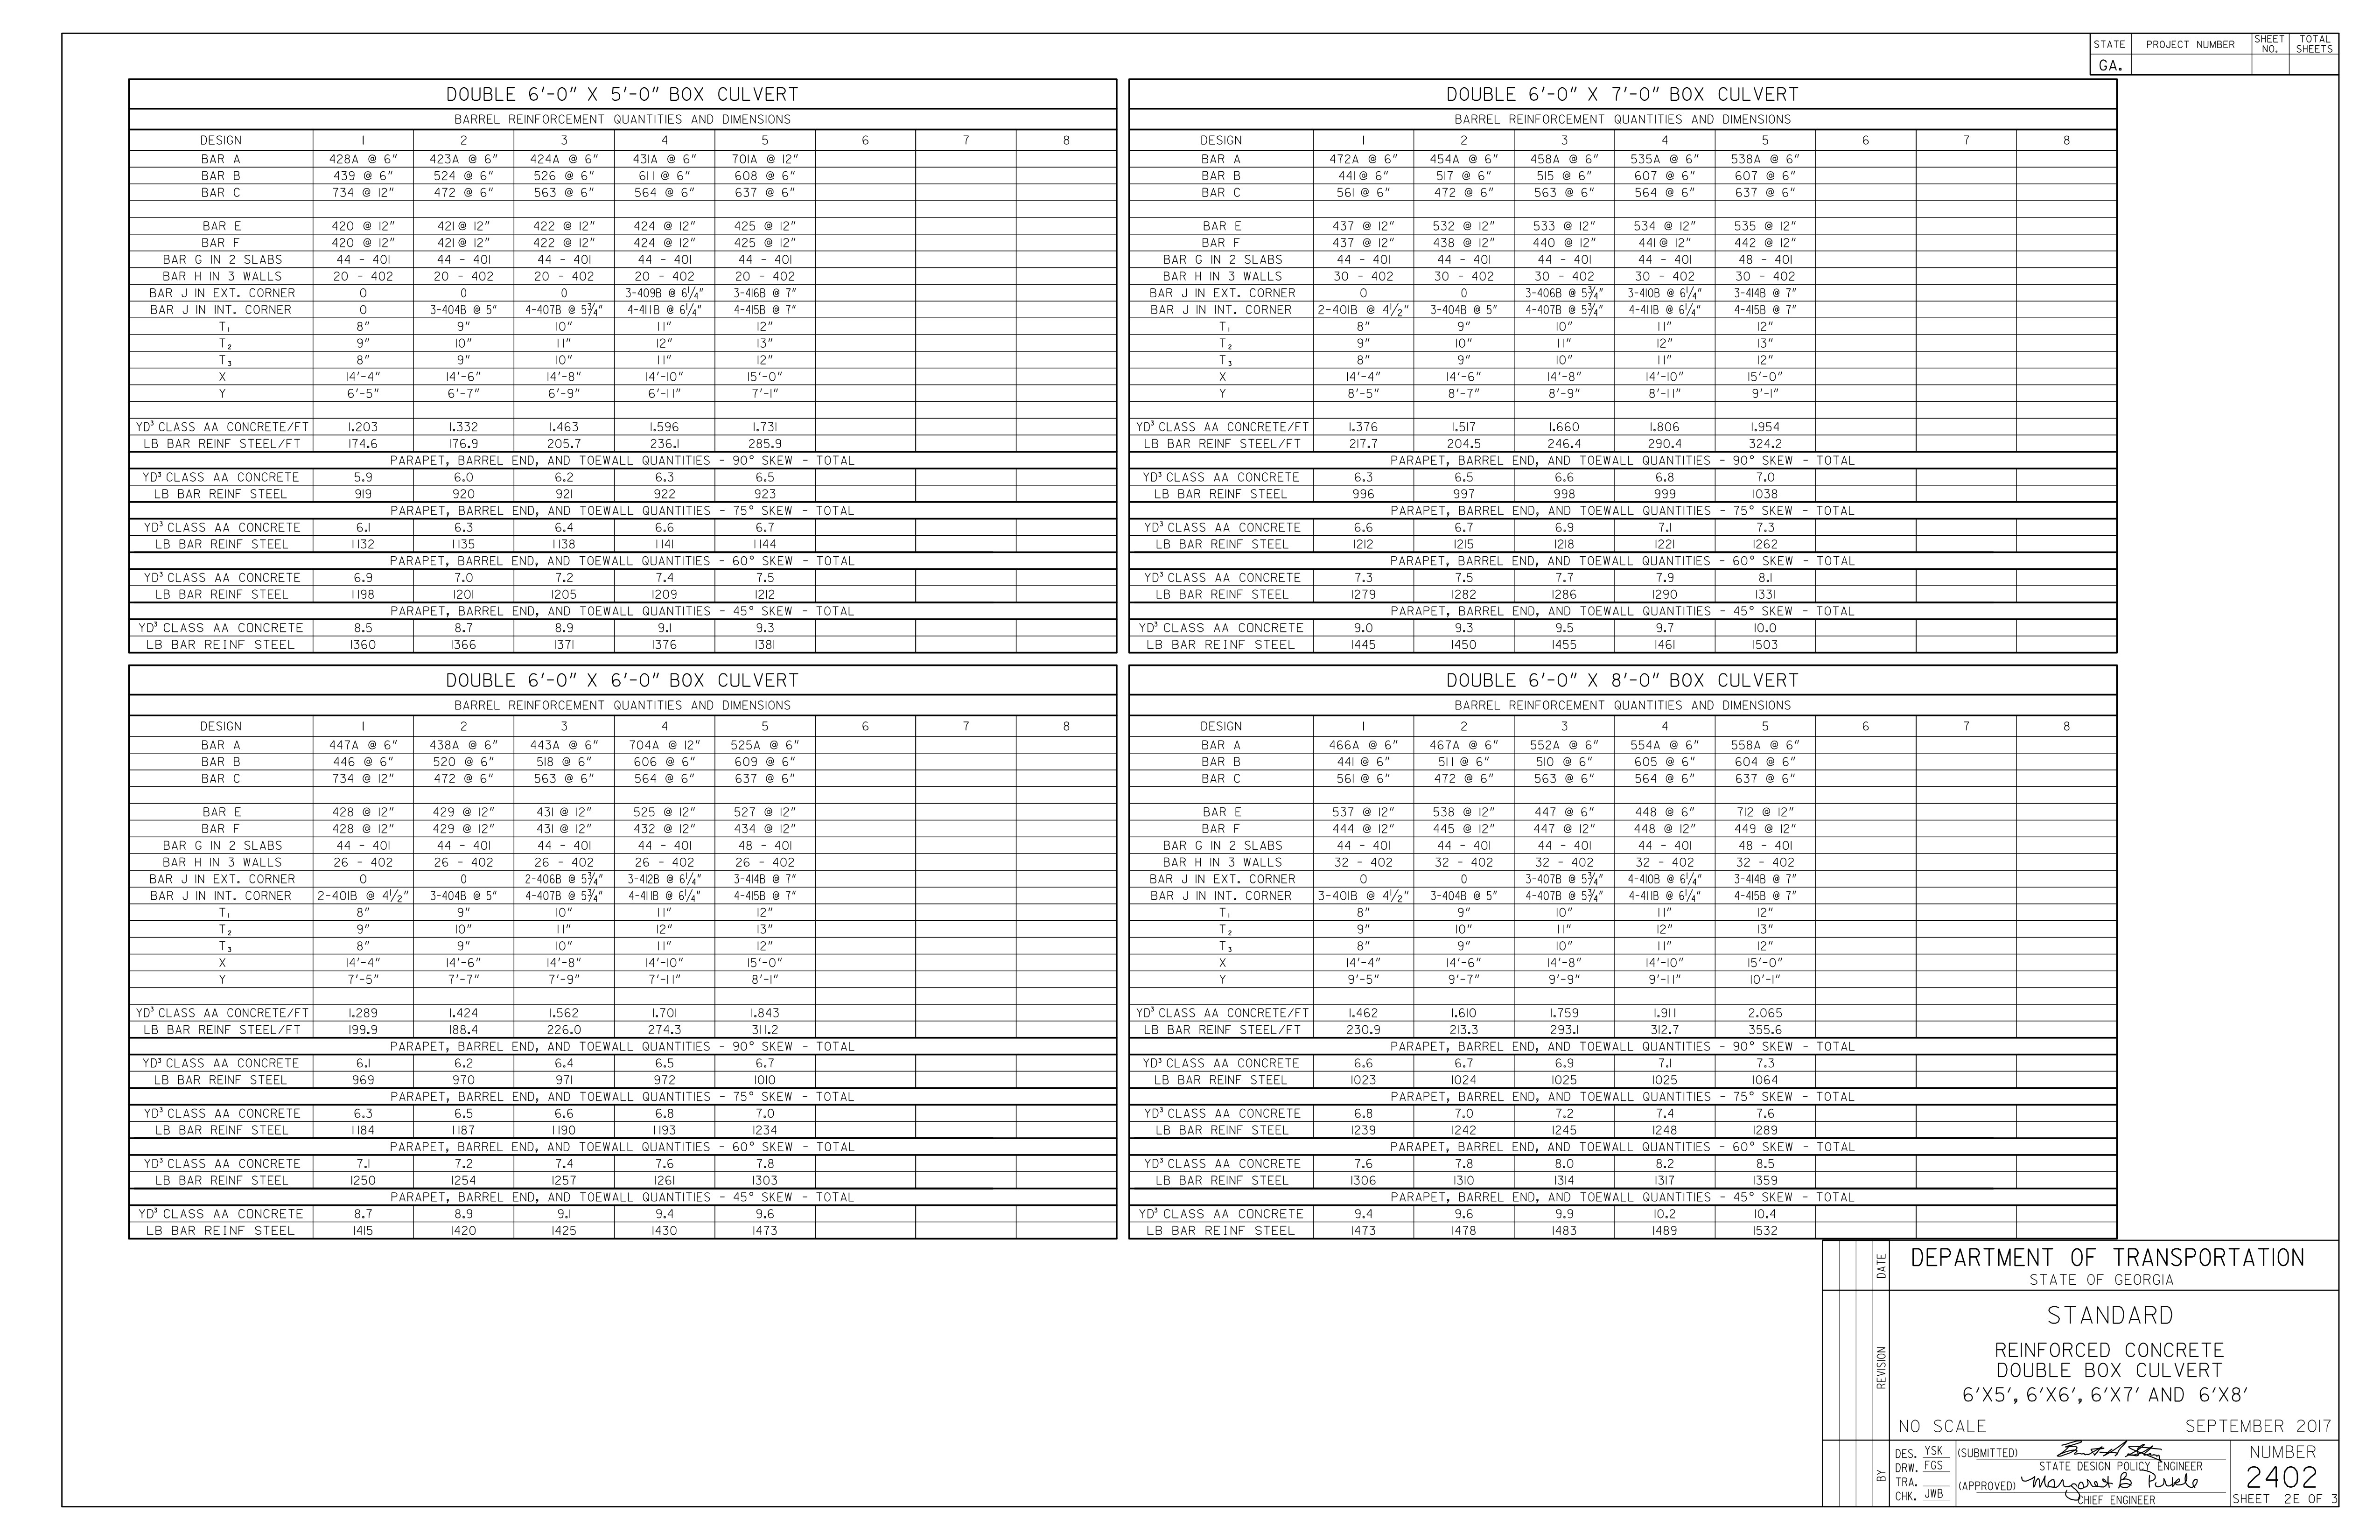 STATE PROJECT NUMBER SHEET NO. TOTAL SHEETS
GA.
DOUBLE 6'-0" X 5'-0" BOX CULVERT
BARREL REINFORCEMENT QUANTITIES AND DIMENSIONS
DESIGN 1 2 3 4 5 6 7 8
BAR A 428A @ 6" 423A @ 6" 424A @ 6" 431A @ 6" 701A @ 12"
BAR B 439 @ 6" 524 @ 6" 526 @ 6" 611 @ 6" 608 @ 6"
BAR C 734 @ 12" 472 @ 6" 563 @ 6" 564 @ 6" 637 @ 6"
BAR E 420 @ 12" 421@ 12" 422 @ 12" 424 @ 12" 425 @ 12"
BAR F 420 @ 12" 421@ 12" 422 @ 12" 424 @ 12" 425 @ 12"
BAR G IN 2 SLABS 44 - 401 44 - 401 44 - 401 44 - 401 44 - 401
BAR H IN 3 WALLS 20 - 402 20 - 402 20 - 402 20 - 402 20 - 402
BAR J IN EXT. CORNER 0 0 0 3-409B @ 6¼" 3-416B @ 7"
BAR J IN INT. CORNER 0 3-404B @ 5" 4-407B @ 5¾" 4-411B @ 6¼" 4-415B @ 7"
T₁ 8" 9" 10" 11" 12"
T₂ 9" 10" 11" 12" 13"
T₃ 8" 9" 10" 11" 12"
X 14'-4" 14'-6" 14'-8" 14'-10" 15'-0"
Y 6'-5" 6'-7" 6'-9" 6'-11" 7'-1"
YD³ CLASS AA CONCRETE/FT 1.203 1.332 1.463 1.596 1.731
LB BAR REINF STEEL/FT 174.6 176.9 205.7 236.1 285.9
PARAPET, BARREL END, AND TOEWALL QUANTITIES - 90° SKEW - TOTAL
YD³ CLASS AA CONCRETE 5.9 6.0 6.2 6.3 6.5
LB BAR REINF STEEL 919 920 921 922 923
PARAPET, BARREL END, AND TOEWALL QUANTITIES - 75° SKEW - TOTAL
YD³ CLASS AA CONCRETE 6.1 6.3 6.4 6.6 6.7
LB BAR REINF STEEL 1132 1135 1138 1141 1144
PARAPET, BARREL END, AND TOEWALL QUANTITIES - 60° SKEW - TOTAL
YD³ CLASS AA CONCRETE 6.9 7.0 7.2 7.4 7.5
LB BAR REINF STEEL 1198 1201 1205 1209 1212
PARAPET, BARREL END, AND TOEWALL QUANTITIES - 45° SKEW - TOTAL
YD³ CLASS AA CONCRETE 8.5 8.7 8.9 9.1 9.3
LB BAR REINF STEEL 1360 1366 1371 1376 1381
DOUBLE 6'-0" X 7'-0" BOX CULVERT
BARREL REINFORCEMENT QUANTITIES AND DIMENSIONS
DESIGN 1 2 3 4 5 6 7 8
BAR A 472A @ 6" 454A @ 6" 458A @ 6" 535A @ 6" 538A @ 6"
BAR B 441@ 6" 517 @ 6" 515 @ 6" 607 @ 6" 607 @ 6"
BAR C 561 @ 6" 472 @ 6" 563 @ 6" 564 @ 6" 637 @ 6"
BAR E 437 @ 12" 532 @ 12" 533 @ 12" 534 @ 12" 535 @ 12"
BAR F 437 @ 12" 438 @ 12" 440 @ 12" 441@ 12" 442 @ 12"
BAR G IN 2 SLABS 44 - 401 44 - 401 44 - 401 44 - 401 48 - 401
BAR H IN 3 WALLS 30 - 402 30 - 402 30 - 402 30 - 402 30 - 402
BAR J IN EXT. CORNER 0 0 3-406B @ 5¾" 3-410B @ 6¼" 3-414B @ 7"
BAR J IN INT. CORNER 2-401B @ 4½" 3-404B @ 5" 4-407B @ 5¾" 4-411B @ 6¼" 4-415B @ 7"
T₁ 8" 9" 10" 11" 12"
T₂ 9" 10" 11" 12" 13"
T₃ 8" 9" 10" 11" 12"
X 14'-4" 14'-6" 14'-8" 14'-10" 15'-0"
Y 8'-5" 8'-7" 8'-9" 8'-11" 9'-1"
YD³ CLASS AA CONCRETE/FT 1.376 1.517 1.660 1.806 1.954
LB BAR REINF STEEL/FT 217.7 204.5 246.4 290.4 324.2
PARAPET, BARREL END, AND TOEWALL QUANTITIES - 90° SKEW - TOTAL
YD³ CLASS AA CONCRETE 6.3 6.5 6.6 6.8 7.0
LB BAR REINF STEEL 996 997 998 999 1038
PARAPET, BARREL END, AND TOEWALL QUANTITIES - 75° SKEW - TOTAL
YD³ CLASS AA CONCRETE 6.6 6.7 6.9 7.1 7.3
LB BAR REINF STEEL 1212 1215 1218 1221 1262
PARAPET, BARREL END, AND TOEWALL QUANTITIES - 60° SKEW - TOTAL
YD³ CLASS AA CONCRETE 7.3 7.5 7.7 7.9 8.1
LB BAR REINF STEEL 1279 1282 1286 1290 1331
PARAPET, BARREL END, AND TOEWALL QUANTITIES - 45° SKEW - TOTAL
YD³ CLASS AA CONCRETE 9.0 9.3 9.5 9.7 10.0
LB BAR REINF STEEL 1445 1450 1455 1461 1503
DOUBLE 6'-0" X 6'-0" BOX CULVERT
BARREL REINFORCEMENT QUANTITIES AND DIMENSIONS
DESIGN 1 2 3 4 5 6 7 8
BAR A 447A @ 6" 438A @ 6" 443A @ 6" 704A @ 12" 525A @ 6"
BAR B 446 @ 6" 520 @ 6" 518 @ 6" 606 @ 6" 609 @ 6"
BAR C 734 @ 12" 472 @ 6" 563 @ 6" 564 @ 6" 637 @ 6"
BAR E 428 @ 12" 429 @ 12" 431 @ 12" 525 @ 12" 527 @ 12"
BAR F 428 @ 12" 429 @ 12" 431 @ 12" 432 @ 12" 434 @ 12"
BAR G IN 2 SLABS 44 - 401 44 - 401 44 - 401 44 - 401 48 - 401
BAR H IN 3 WALLS 26 - 402 26 - 402 26 - 402 26 - 402 26 - 402
BAR J IN EXT. CORNER 0 0 2-406B @ 5¾" 3-412B @ 6¼" 3-414B @ 7"
BAR J IN INT. CORNER 2-401B @ 4½" 3-404B @ 5" 4-407B @ 5¾" 4-411B @ 6¼" 4-415B @ 7"
T₁ 8" 9" 10" 11" 12"
T₂ 9" 10" 11" 12" 13"
T₃ 8" 9" 10" 11" 12"
X 14'-4" 14'-6" 14'-8" 14'-10" 15'-0"
Y 7'-5" 7'-7" 7'-9" 7'-11" 8'-1"
YD³ CLASS AA CONCRETE/FT 1.289 1.424 1.562 1.701 1.843
LB BAR REINF STEEL/FT 199.9 188.4 226.0 274.3 311.2
PARAPET, BARREL END, AND TOEWALL QUANTITIES - 90° SKEW - TOTAL
YD³ CLASS AA CONCRETE 6.1 6.2 6.4 6.5 6.7
LB BAR REINF STEEL 969 970 971 972 1010
PARAPET, BARREL END, AND TOEWALL QUANTITIES - 75° SKEW - TOTAL
YD³ CLASS AA CONCRETE 6.3 6.5 6.6 6.8 7.0
LB BAR REINF STEEL 1184 1187 1190 1193 1234
PARAPET, BARREL END, AND TOEWALL QUANTITIES - 60° SKEW - TOTAL
YD³ CLASS AA CONCRETE 7.1 7.2 7.4 7.6 7.8
LB BAR REINF STEEL 1250 1254 1257 1261 1303
PARAPET, BARREL END, AND TOEWALL QUANTITIES - 45° SKEW - TOTAL
YD³ CLASS AA CONCRETE 8.7 8.9 9.1 9.4 9.6
LB BAR REINF STEEL 1415 1420 1425 1430 1473
DOUBLE 6'-0" X 8'-0" BOX CULVERT
BARREL REINFORCEMENT QUANTITIES AND DIMENSIONS
DESIGN 1 2 3 4 5 6 7 8
BAR A 466A @ 6" 467A @ 6" 552A @ 6" 554A @ 6" 558A @ 6"
BAR B 441 @ 6" 511 @ 6" 510 @ 6" 605 @ 6" 604 @ 6"
BAR C 561 @ 6" 472 @ 6" 563 @ 6" 564 @ 6" 637 @ 6"
BAR E 537 @ 12" 538 @ 12" 447 @ 6" 448 @ 6" 712 @ 12"
BAR F 444 @ 12" 445 @ 12" 447 @ 12" 448 @ 12" 449 @ 12"
BAR G IN 2 SLABS 44 - 401 44 - 401 44 - 401 44 - 401 48 - 401
BAR H IN 3 WALLS 32 - 402 32 - 402 32 - 402 32 - 402 32 - 402
BAR J IN EXT. CORNER 0 0 3-407B @ 5¾" 4-410B @ 6¼" 3-414B @ 7"
BAR J IN INT. CORNER 3-401B @ 4½" 3-404B @ 5" 4-407B @ 5¾" 4-411B @ 6¼" 4-415B @ 7"
T₁ 8" 9" 10" 11" 12"
T₂ 9" 10" 11" 12" 13"
T₃ 8" 9" 10" 11" 12"
X 14'-4" 14'-6" 14'-8" 14'-10" 15'-0"
Y 9'-5" 9'-7" 9'-9" 9'-11" 10'-1"
YD³ CLASS AA CONCRETE/FT 1.462 1.610 1.759 1.911 2.065
LB BAR REINF STEEL/FT 230.9 213.3 293.1 312.7 355.6
PARAPET, BARREL END, AND TOEWALL QUANTITIES - 90° SKEW - TOTAL
YD³ CLASS AA CONCRETE 6.6 6.7 6.9 7.1 7.3
LB BAR REINF STEEL 1023 1024 1025 1025 1064
PARAPET, BARREL END, AND TOEWALL QUANTITIES - 75° SKEW - TOTAL
YD³ CLASS AA CONCRETE 6.8 7.0 7.2 7.4 7.6
LB BAR REINF STEEL 1239 1242 1245 1248 1289
PARAPET, BARREL END, AND TOEWALL QUANTITIES - 60° SKEW - TOTAL
YD³ CLASS AA CONCRETE 7.6 7.8 8.0 8.2 8.5
LB BAR REINF STEEL 1306 1310 1314 1317 1359
PARAPET, BARREL END, AND TOEWALL QUANTITIES - 45° SKEW - TOTAL
YD³ CLASS AA CONCRETE 9.4 9.6 9.9 10.2 10.4
LB BAR REINF STEEL 1473 1478 1483 1489 1532
DATE
REVISION
BY
DEPARTMENT OF TRANSPORTATION
STATE OF GEORGIA
STANDARD
REINFORCED CONCRETE
DOUBLE BOX CULVERT
6'X5', 6'X6', 6'X7' AND 6'X8'
NO SCALE SEPTEMBER 2017
DES. YSK
DRW. FGS
TRA.
CHK. JWB
(SUBMITTED)
STATE DESIGN POLICY ENGINEER
(APPROVED) Margaret B Pirkle
CHIEF ENGINEER
NUMBER
2402
SHEET 2E OF 3